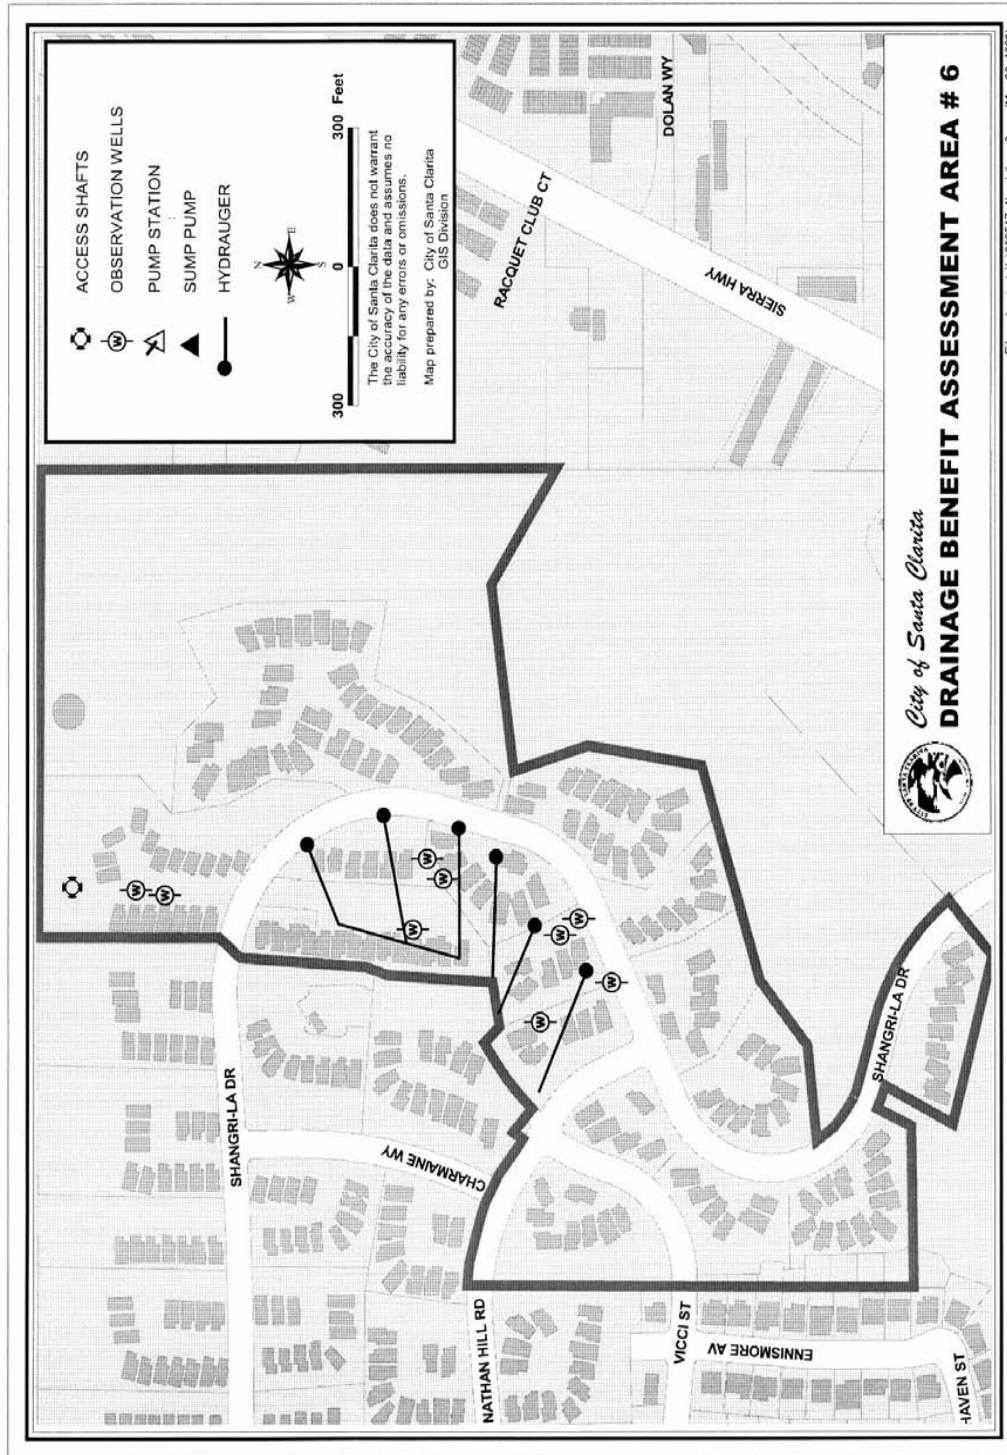 ACCESS SHAFTS
W
OBSERVATION WELLS
PUMP STATION
SUMP PUMP
HYDRAUGER
N
W
E
S
300
0
300 Feet
The City of Santa Clarita does not warrant
the accuracy of the data and assumes no
liability for any errors or omissions.
Map prepared by: City of Santa Clarita
GIS Division
W
W
W
W
W
W
W
W
W
SHANGRI-LA DR
CHARMAINE WY
NATHAN HILL RD
VICCI ST
ENNISMORE AV
HAVEN ST
SHANGRI-LA DR
RACQUET CLUB CT
SIERRA HWY
DOLAN WY
City of Santa Clarita
DRAINAGE BENEFIT ASSESSMENT AREA # 6